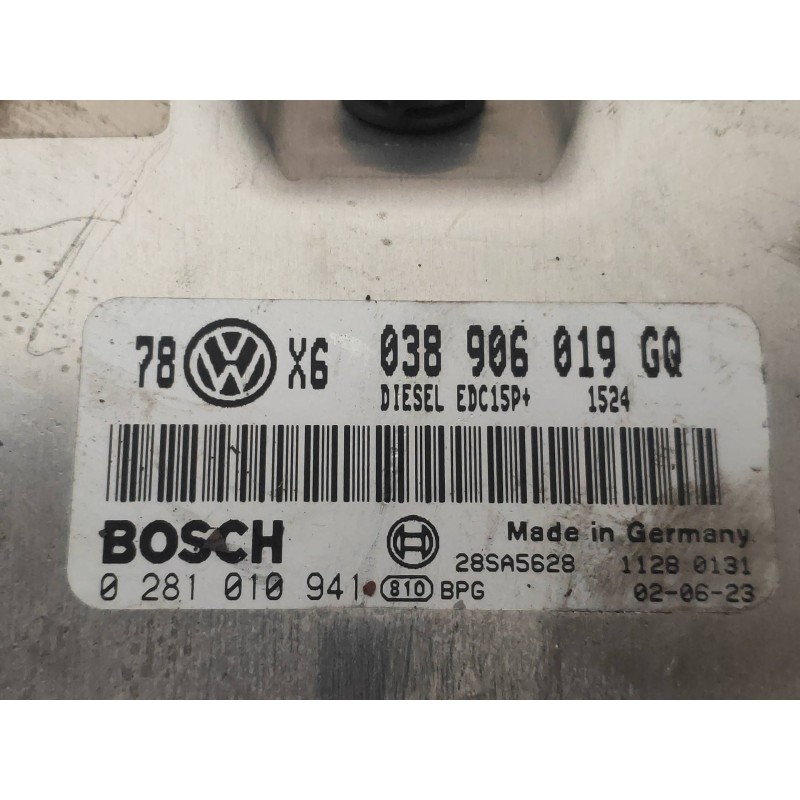 78 VW X6 038 906 019 GQ
DIESEL EDC15P+ 1524
BOSCH Made in Germany
28SA5628 1128 0131
0 281 010 941 810 BPG 02-06-23